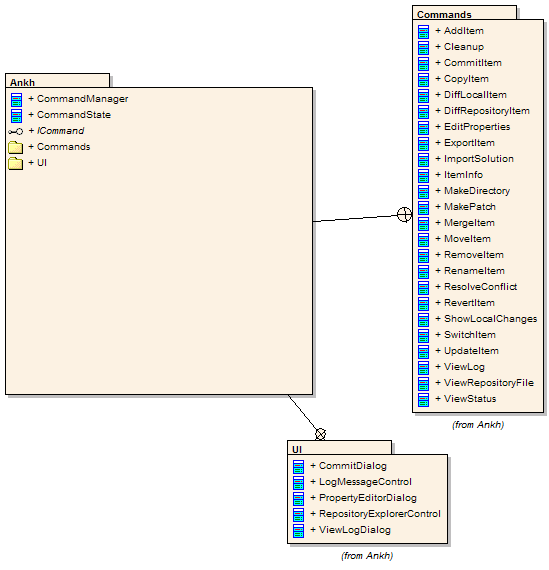 Ankh
+ CommandManager
+ CommandState
+ ICommand
+ Commands
+ UI
Commands
+ AddItem
+ Cleanup
+ CommitItem
+ CopyItem
+ DiffLocalItem
+ DiffRepositoryItem
+ EditProperties
+ ExportItem
+ ImportSolution
+ ItemInfo
+ MakeDirectory
+ MakePatch
+ MergeItem
+ MoveItem
+ RemoveItem
+ RenameItem
+ ResolveConflict
+ RevertItem
+ ShowLocalChanges
+ SwitchItem
+ UpdateItem
+ ViewLog
+ ViewRepositoryFile
+ ViewStatus
(from Ankh)
UI
+ CommitDialog
+ LogMessageControl
+ PropertyEditorDialog
+ RepositoryExplorerControl
+ ViewLogDialog
(from Ankh)